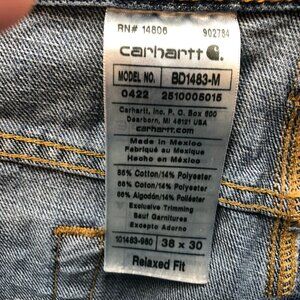 RN# 14806 902784
carhartt
MODEL NO. BD1483-M
0422 2510005015
Carhartt, Inc. P.O. Box 600
Dearborn, MI 48121 USA
carhartt.com
Made in Mexico
Fabriqué au Mexique
Hecho en México
86% Cotton/14% Polyester
86% Coton/14% Polyester
86% Algodón/14% Polyester
Exclusive Trimming
Sauf Garnitures
Excepto Adorno
101483-960 38 x 30
Relaxed Fit